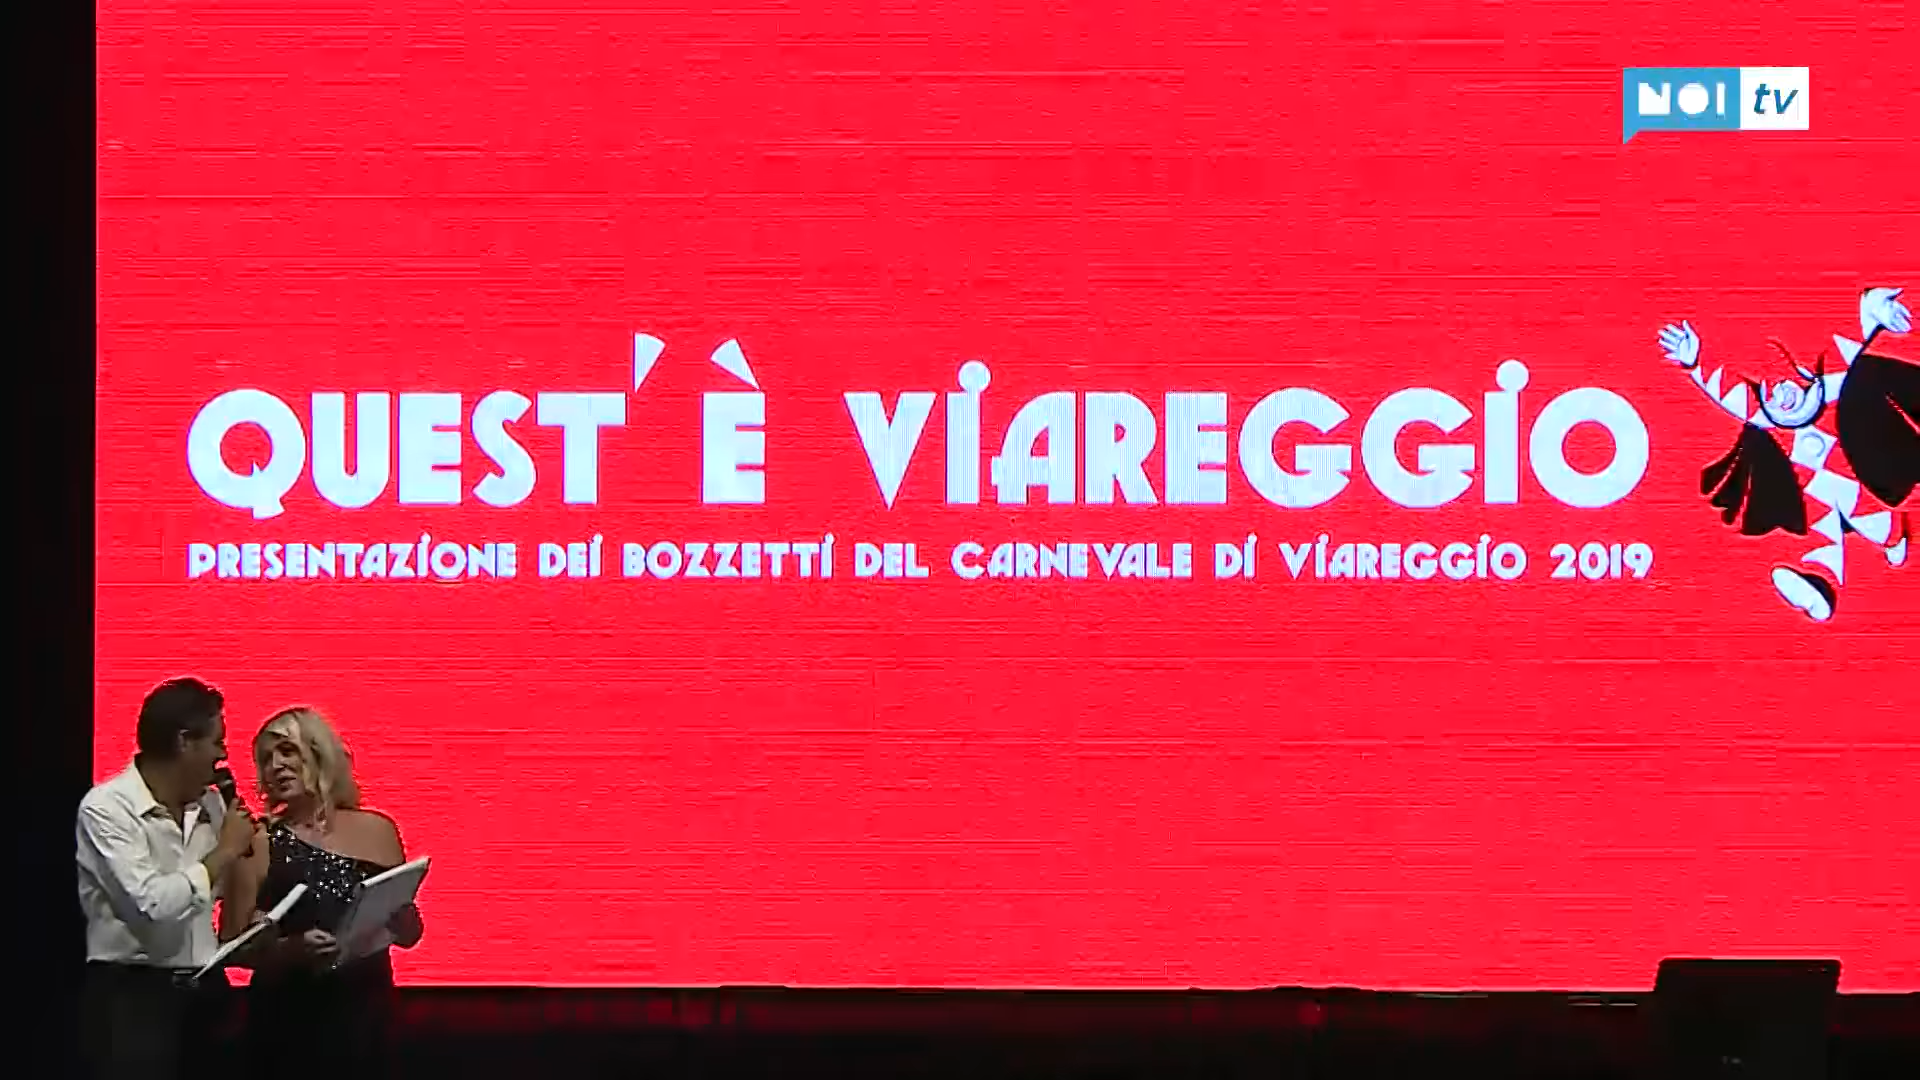 NOI tv
QUEST'È VIAREGGIO
PRESENTAZIONE DEI BOZZETTI DEL CARNEVALE DI VIAREGGIO 2019